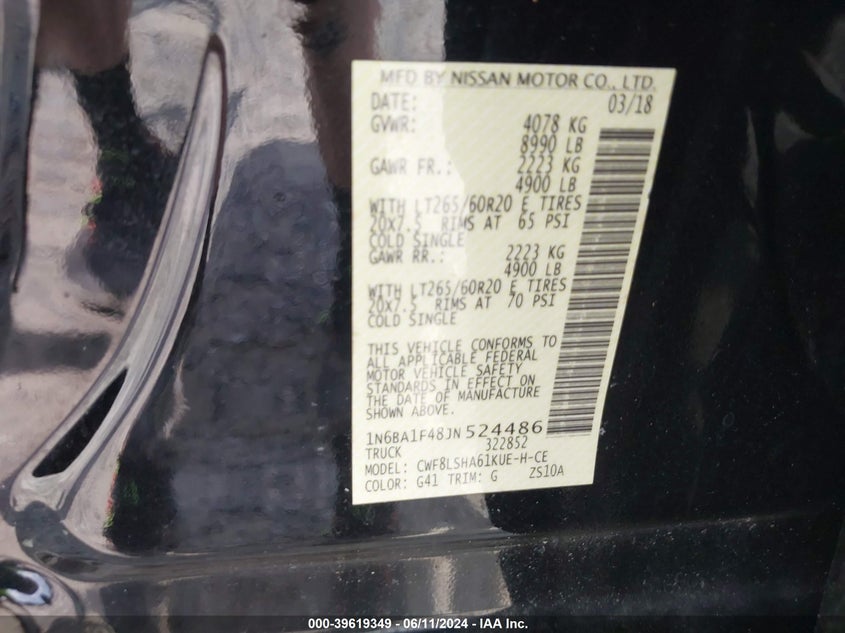 MFD BY NISSAN MOTOR CO., LTD.
DATE: 03/18
GVWR: 4078 KG
8990 LB
GAWR FR.: 2223 KG
4900 LB
WITH LT265/60R20 E TIRES
20x7.5 RIMS AT 65 PSI
COLD SINGLE
GAWR RR.: 2223 KG
4900 LB
WITH LT265/60R20 E TIRES
20x7.5 RIMS AT 70 PSI
COLD SINGLE
THIS VEHICLE CONFORMS TO
ALL APPLICABLE FEDERAL
MOTOR VEHICLE SAFETY
STANDARDS IN EFFECT ON
THE DATE OF MANUFACTURE
SHOWN ABOVE.
1N6BA1F48JN524486
TRUCK 322852
MODEL: CWF8LSHA61KUE-H-CE
COLOR: G41 TRIM: G ZS10A
000-39619349 - 06/11/2024 - IAA Inc.